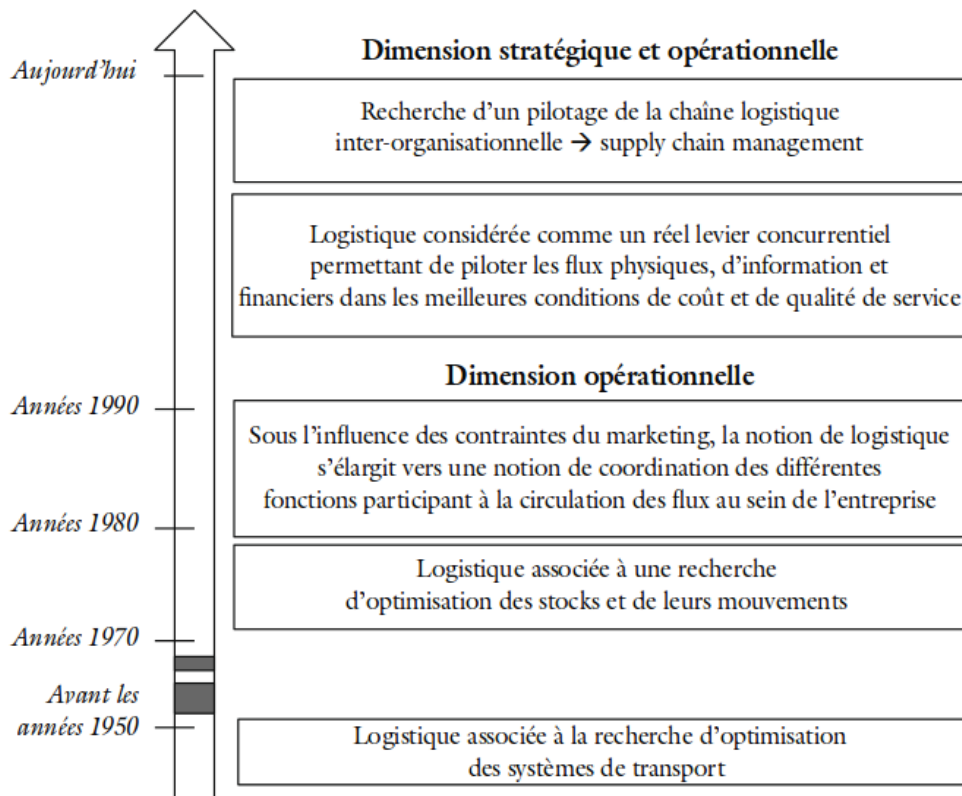 Dimension stratégique et opérationnelle
Aujourd'hui
Recherche d'un pilotage de la chaîne logistique
inter-organisationnelle → supply chain management
Logistique considérée comme un réel levier concurrentiel
permettant de piloter les flux physiques, d'information et
financiers dans les meilleures conditions de coût et de qualité de service
Dimension opérationnelle
Années 1990
Sous l'influence des contraintes du marketing, la notion de logistique
s'élargit vers une notion de coordination des différentes
fonctions participant à la circulation des flux au sein de l'entreprise
Années 1980
Logistique associée à une recherche
d'optimisation des stocks et de leurs mouvements
Années 1970
Avant les
années 1950
Logistique associée à la recherche d'optimisation
des systèmes de transport